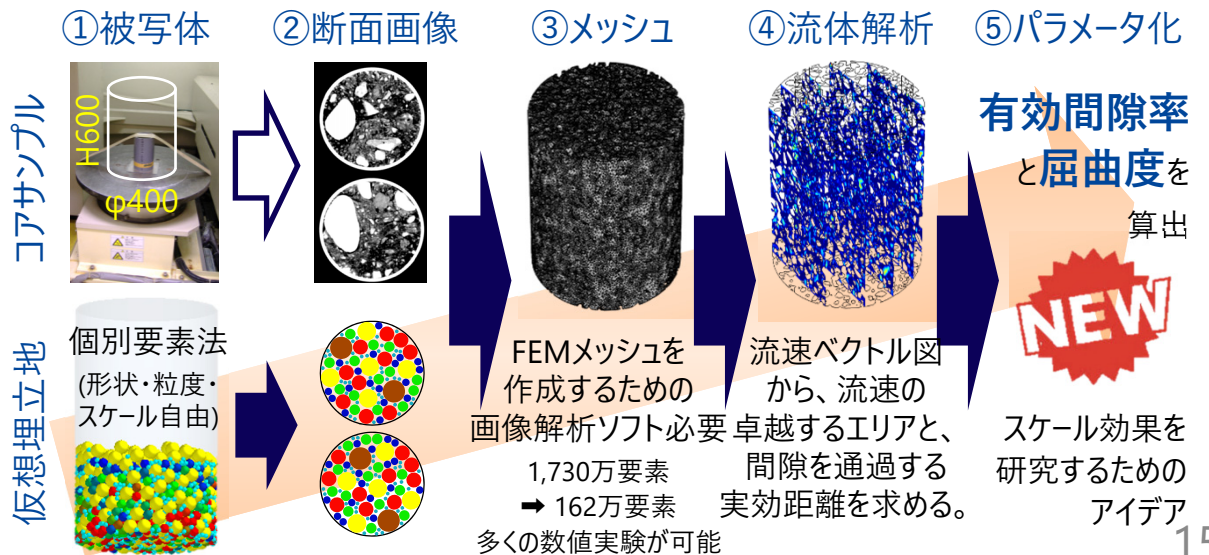 ①被写体
②断面画像
③メッシュ
④流体解析
⑤パラメータ化
コアサンプル
H600
φ400
有効間隙率
と屈曲度を
算出
NEW
仮想埋立地
個別要素法
(形状・粒度・
スケール自由)
FEMメッシュを
作成するための
画像解析ソフト必要
1,730万要素
➡ 162万要素
多くの数値実験が可能
流速ベクトル図
から、流速の
卓越するエリアと、
間隙を通過する
実効距離を求める。
スケール効果を
研究するための
アイデア
15